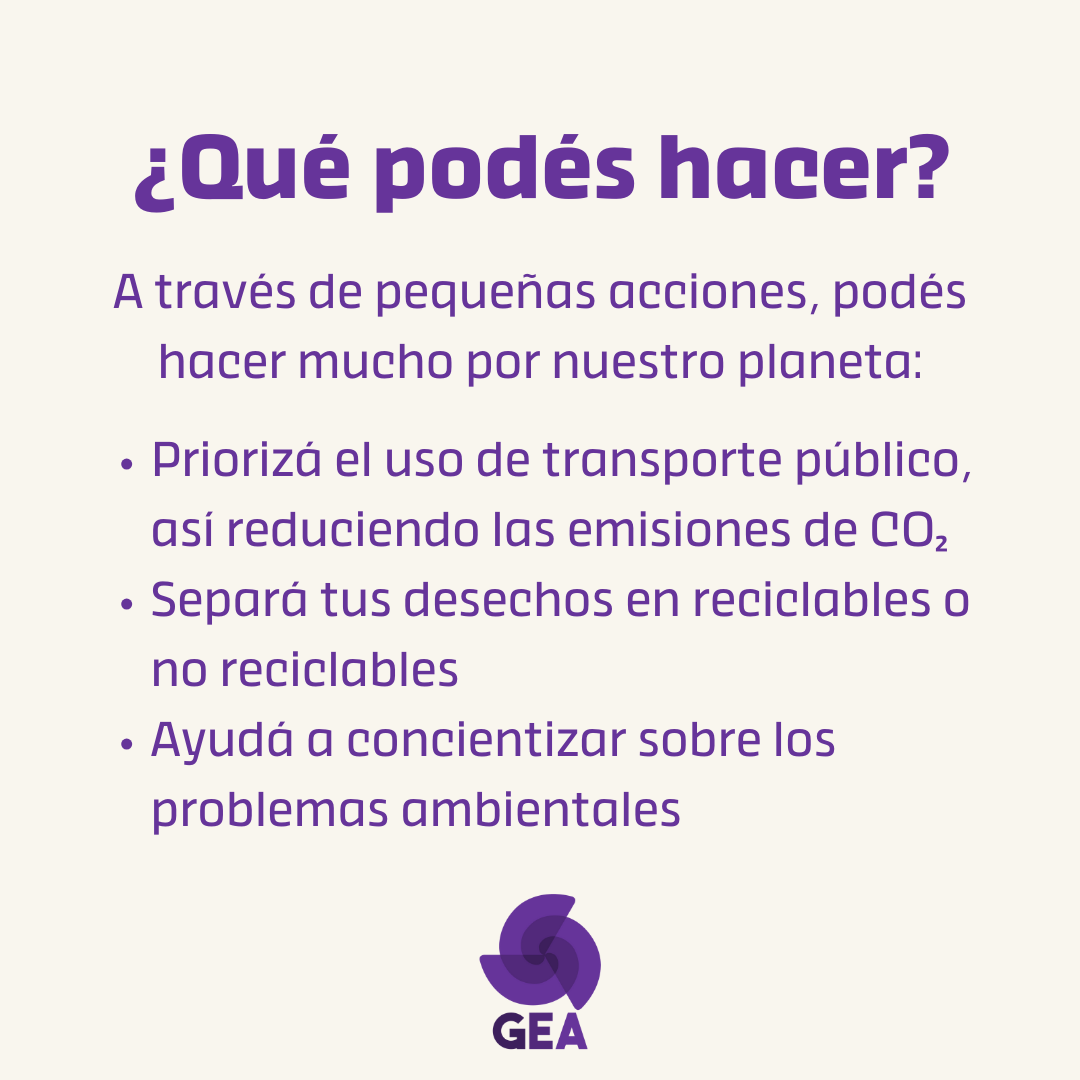 ¿Qué podés hacer?
A través de pequeñas acciones, podés
hacer mucho por nuestro planeta:
• Priorizá el uso de transporte público,
así reduciendo las emisiones de CO₂
• Separá tus desechos en reciclables o
no reciclables
• Ayudá a concientizar sobre los
problemas ambientales
GEA